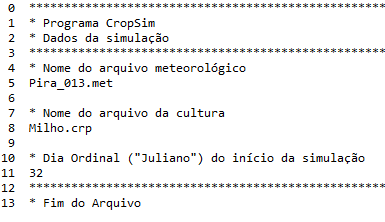 0 **************************************************
1 * Programa CropSim
2 * Dados da simulação
3 **************************************************
4 * Nome do arquivo meteorológico
5 Pira_013.met
6
7 * Nome do arquivo da cultura
8 Milho.crp
9
10 * Dia Ordinal ("Juliano") do início da simulação
11 32
12 **************************************************
13 * Fim do Arquivo